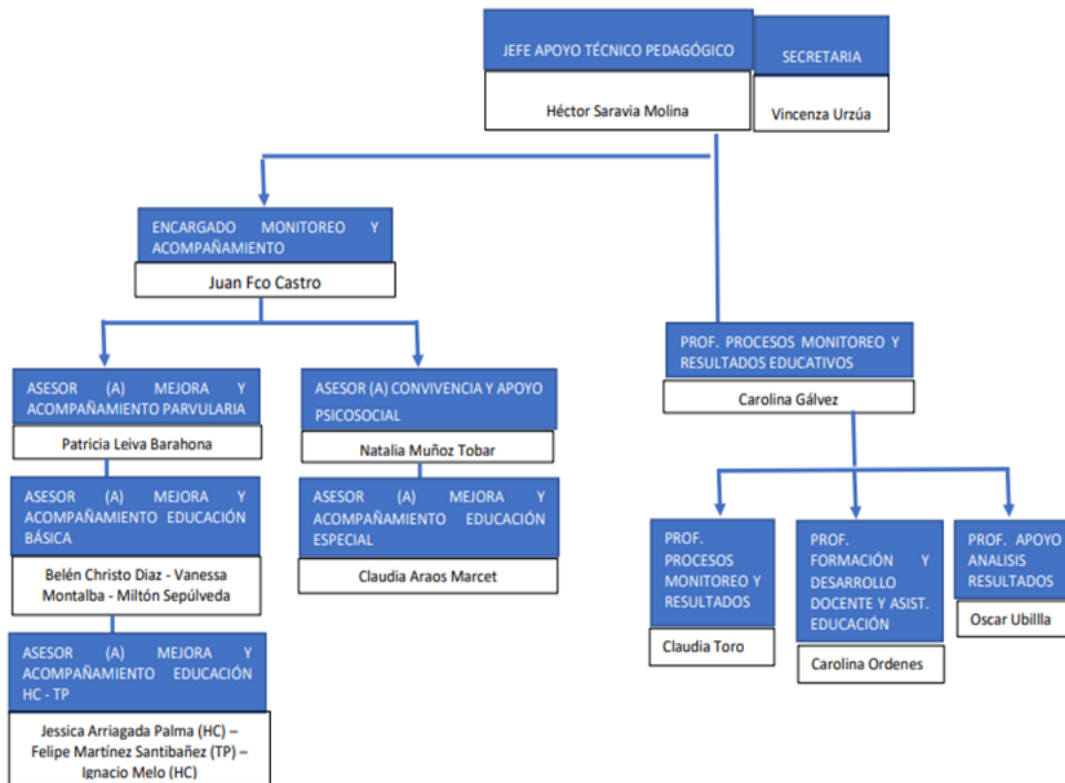 JEFE APOYO TÉCNICO PEDAGÓGICO
SECRETARIA
Héctor Saravia Molina
Vincenza Urzúa
ENCARGADO MONITOREO Y
ACOMPAÑAMIENTO
Juan Fco Castro
ASESOR (A) MEJORA Y
ACOMPAÑAMIENTO PARVULARIA
Patricia Leiva Barahona
ASESOR (A) MEJORA Y
ACOMPAÑAMIENTO EDUCACIÓN
BÁSICA
Belén Christo Diaz - Vanessa
Montalba - Miltón Sepúlveda
ASESOR (A) MEJORA Y
ACOMPAÑAMIENTO EDUCACIÓN
HC - TP
Jessica Arriagada Palma (HC) –
Felipe Martínez Santibañez (TP) –
Ignacio Melo (HC)
ASESOR (A) CONVIVENCIA Y APOYO
PSICOSOCIAL
Natalia Muñoz Tobar
ASESOR (A) MEJORA Y
ACOMPAÑAMIENTO EDUCACIÓN
ESPECIAL
Claudia Araos Marcet
PROF. PROCESOS MONITOREO Y
RESULTADOS EDUCATIVOS
Carolina Gálvez
PROF.
PROCESOS
MONITOREO Y
RESULTADOS
Claudia Toro
PROF.
FORMACIÓN Y
DESARROLLO
DOCENTE Y ASIST.
EDUCACIÓN
Carolina Ordenes
PROF. APOYO
ANALISIS
RESULTADOS
Oscar Ubillla